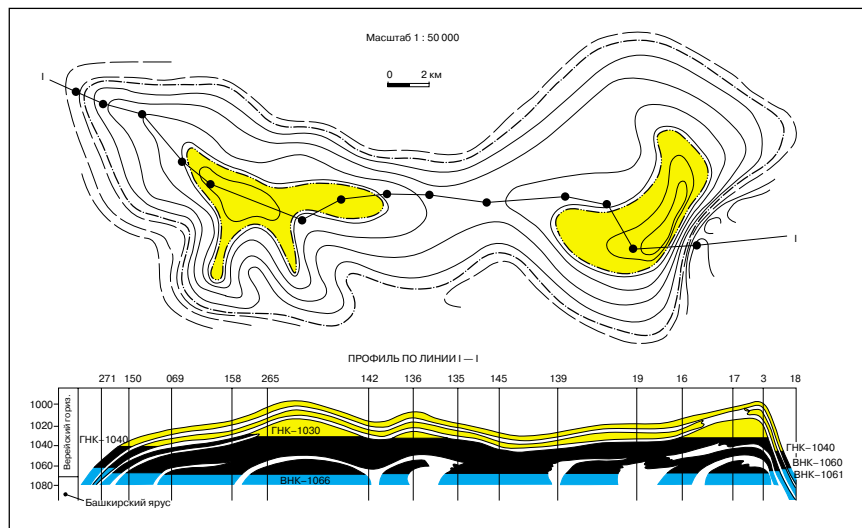 Масштаб 1 : 50 000
0 2 км
I
I
ПРОФИЛЬ ПО ЛИНИИ I — I
271 150 069 158 265 142 136 135 145 139 19 16 17 3 18
1000
1020
1040
1060
1080
Верейский гориз.
ГНК–1040
ГНК–1030
ВНК–1066
ГНК–1040
ВНК–1060
ВНК–1061
Башкирский ярус